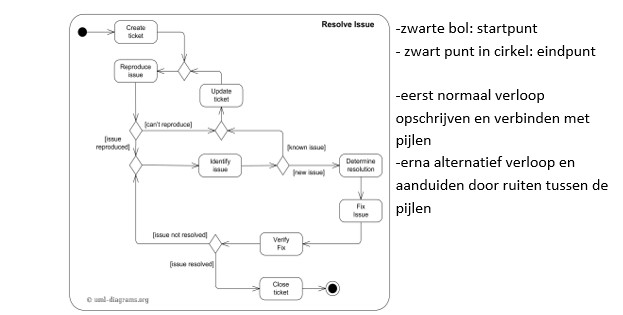 Resolve Issue
Create
ticket
Reproduce
issue
Update
ticket
[can't reproduce]
[issue
reproduced]
[known issue]
Identify
issue
[new issue]
Determine
resolution
Fix
Issue
[issue not resolved]
Verify
Fix
[issue resolved]
Close
ticket
© uml-diagrams.org
-zwarte bol: startpunt
- zwart punt in cirkel: eindpunt
-eerst normaal verloop
opschrijven en verbinden met
pijlen
-erna alternatief verloop en
aanduiden door ruiten tussen de
pijlen